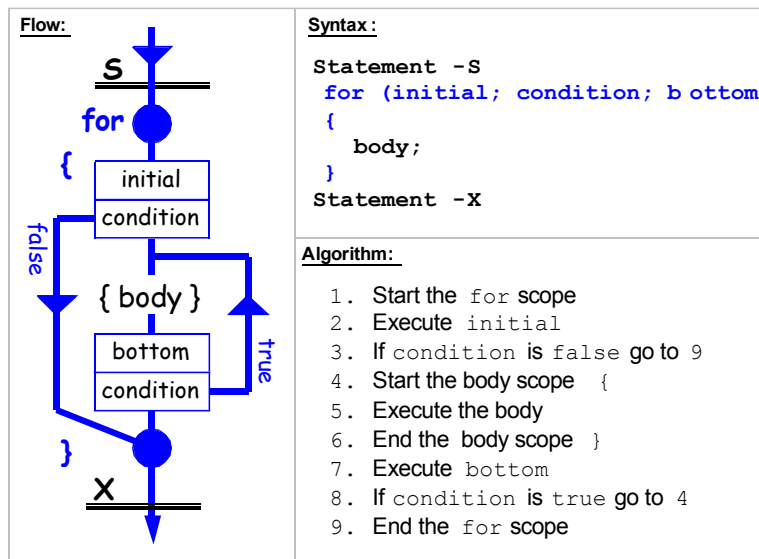 Flow:
S
for
{
initial
condition
false
{ body }
bottom
condition
true
}
X
Syntax :
Statement -S
for (initial; condition; b ottom
{
body;
}
Statement -X
Algorithm:
1. Start the for scope
2. Execute initial
3. If condition is false go to 9
4. Start the body scope {
5. Execute the body
6. End the body scope }
7. Execute bottom
8. If condition is true go to 4
9. End the for scope